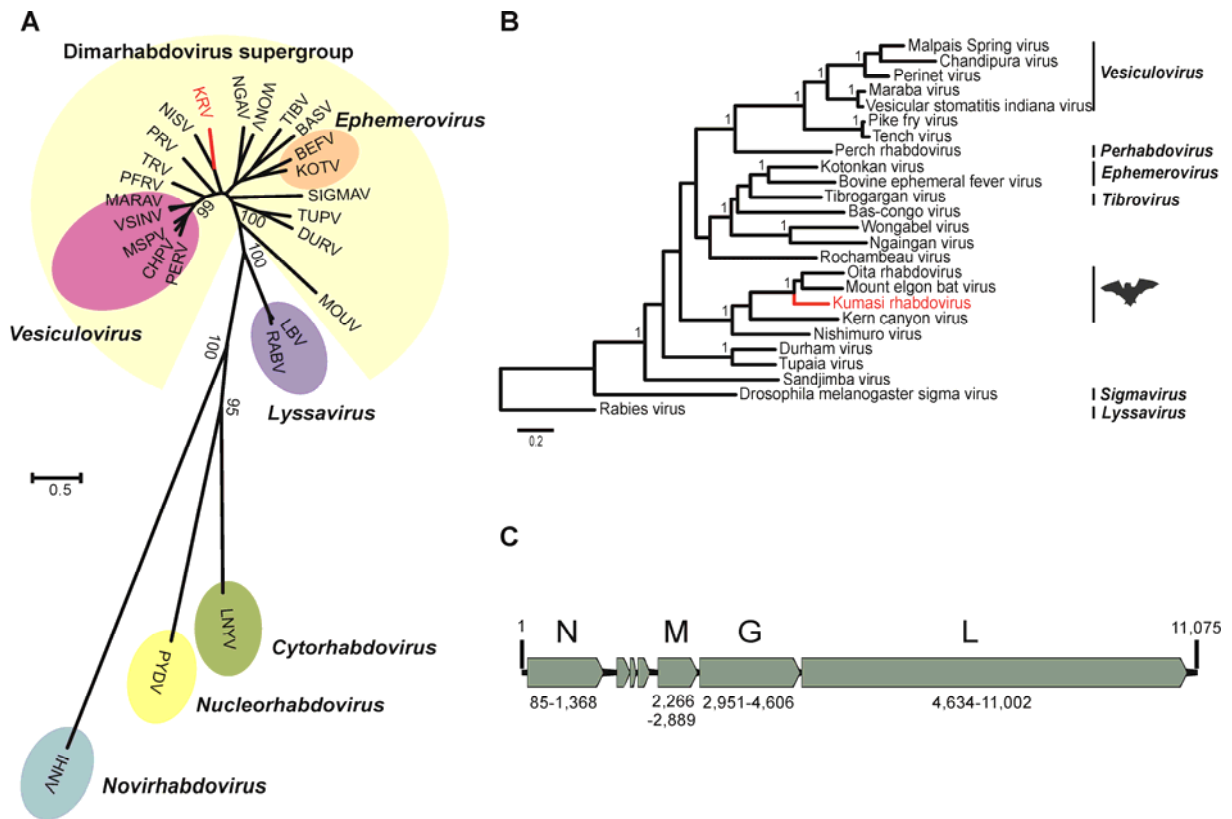 A
Dimarhabdovirus supergroup
KRV
NISV
PRV
TRV
PFRV
MARAV
VSINV
MSPV
CHPV
PERV
NGAV
WONV
TIBV
BASV
Ephemerovirus
BEFV
KOTV
SIGMAV
TUPV
DURV
MOUV
99
100
100
Vesiculovirus
LBV
RABV
Lyssavirus
100
95
0.5
LNYV
Cytorhabdovirus
PYDV
Nucleorhabdovirus
IHNV
Novirhabdovirus
B
Malpais Spring virus
Chandipura virus
Perinet virus
Maraba virus
Vesicular stomatitis indiana virus
Pike fry virus
Tench virus
Perch rhabdovirus
Kotonkan virus
Bovine ephemeral fever virus
Tibrogargan virus
Bas-congo virus
Wongabel virus
Ngaingan virus
Rochambeau virus
Oita rhabdovirus
Mount elgon bat virus
Kumasi rhabdovirus
Kern canyon virus
Nishimuro virus
Durham virus
Tupaia virus
Sandjimba virus
Drosophila melanogaster sigma virus
Rabies virus
1
1
1
1
1
1
1
1
1
1
1
1
Vesiculovirus
Perhabdovirus
Ephemerovirus
Tibrovirus
Sigmavirus
Lyssavirus
0.2
C
1
N
M
G
L
11,075
85-1,368
2,266
-2,889
2,951-4,606
4,634-11,002